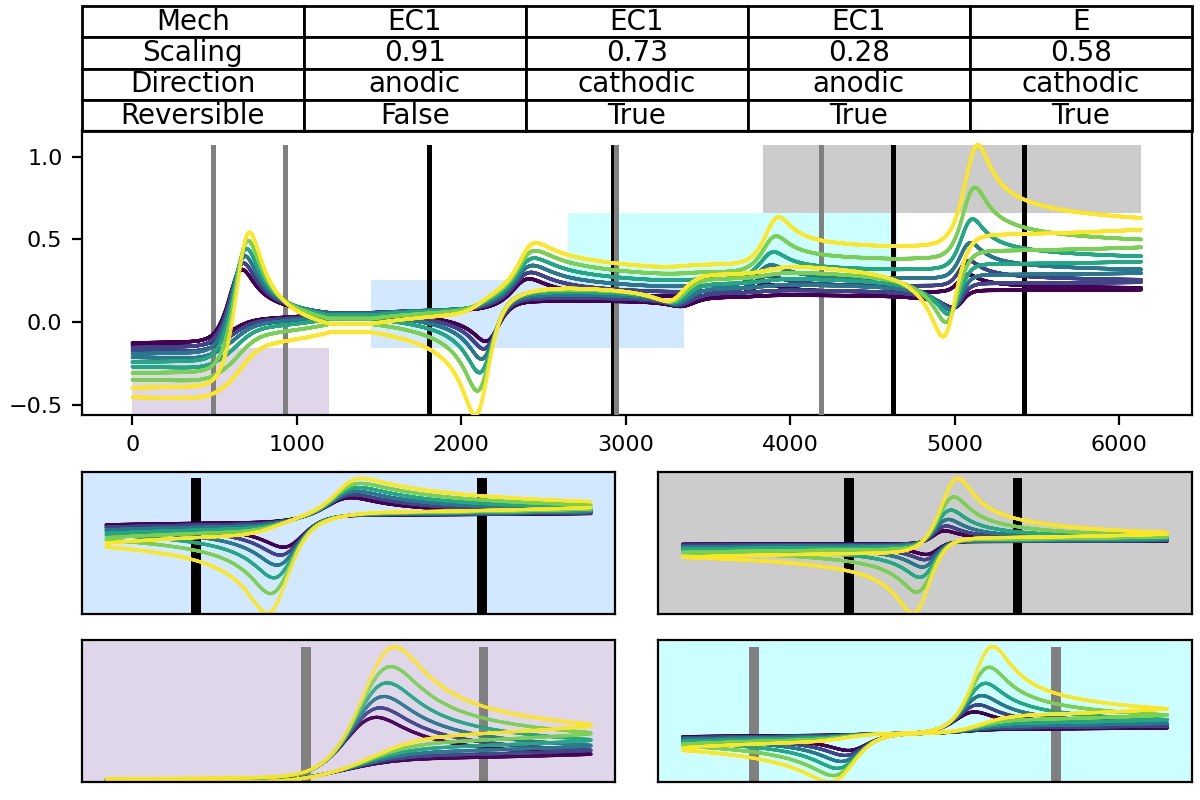 Mech EC1 EC1 EC1 E
Scaling 0.91 0.73 0.28 0.58
Direction anodic cathodic anodic cathodic
Reversible False True True True
1.0
0.5
0.0
−0.5
0 1000 2000 3000 4000 5000 6000